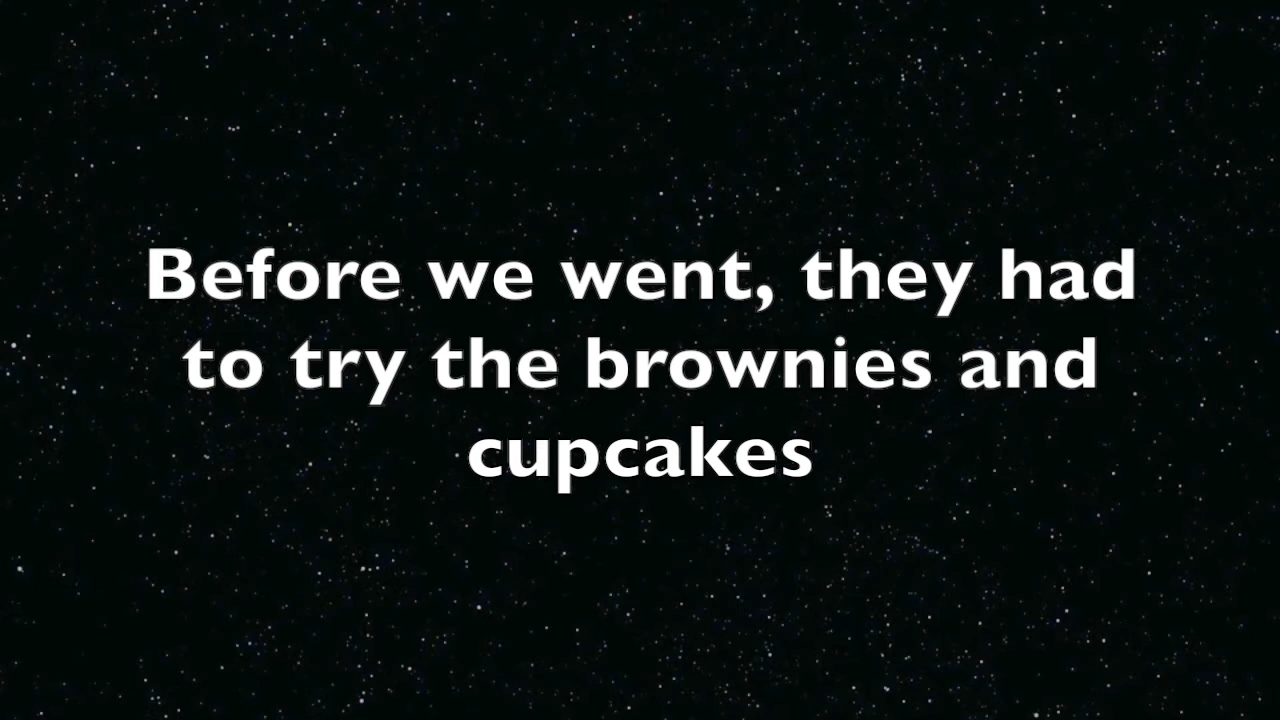 Before we went, they had
to try the brownies and
cupcakes